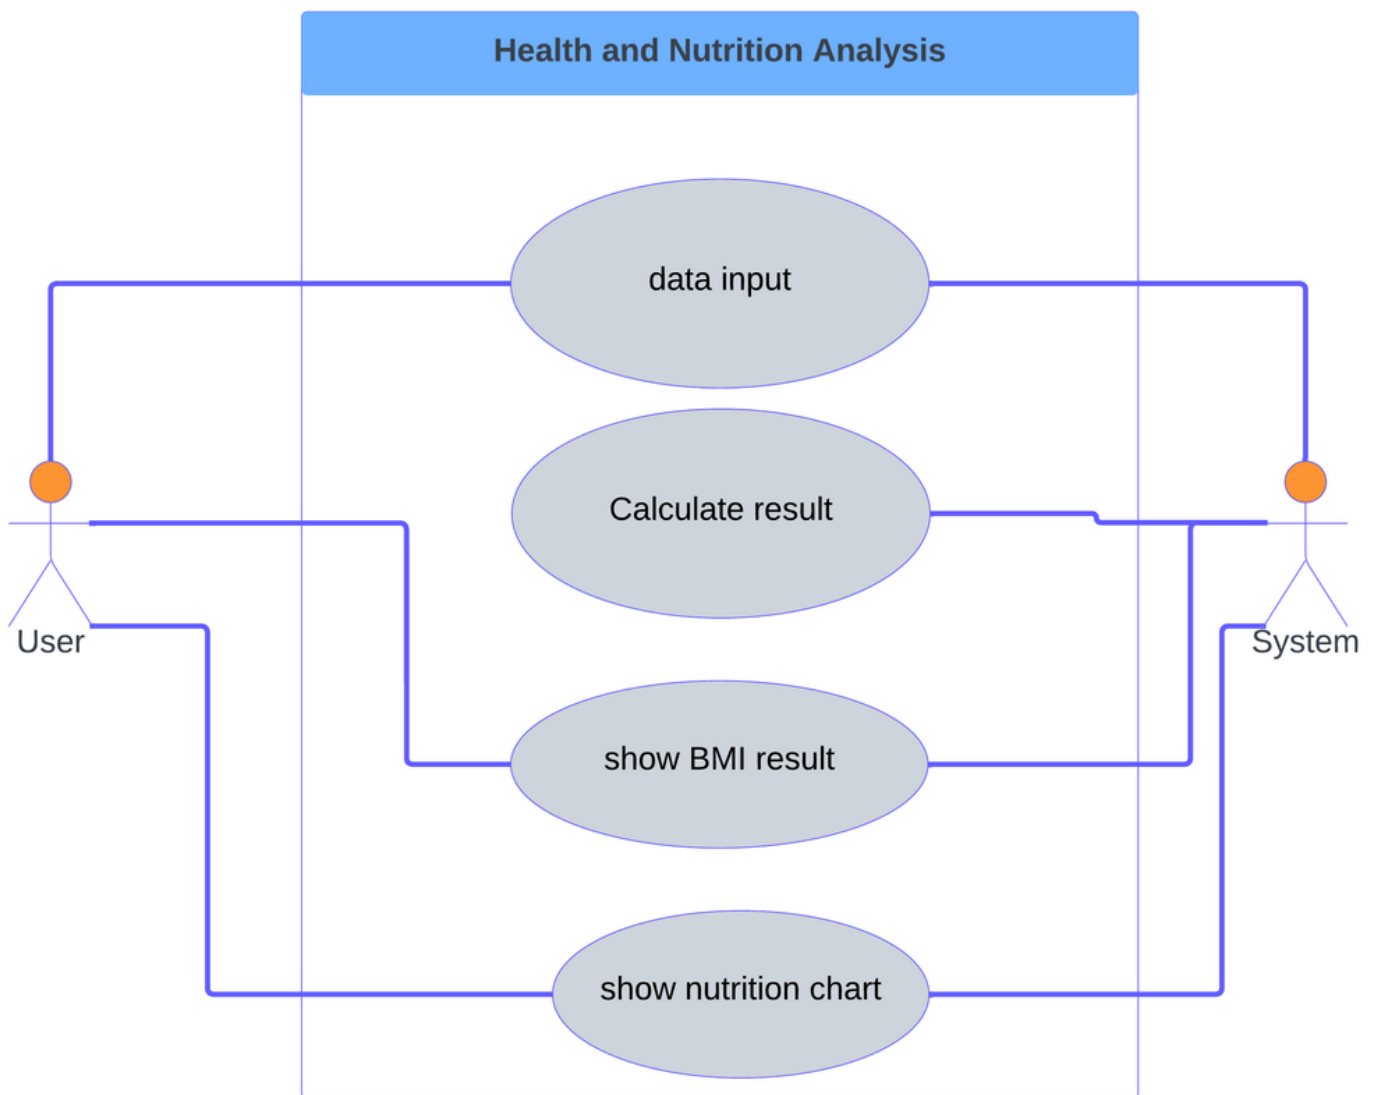 Health and Nutrition Analysis
data input
Calculate result
User
System
show BMI result
show nutrition chart